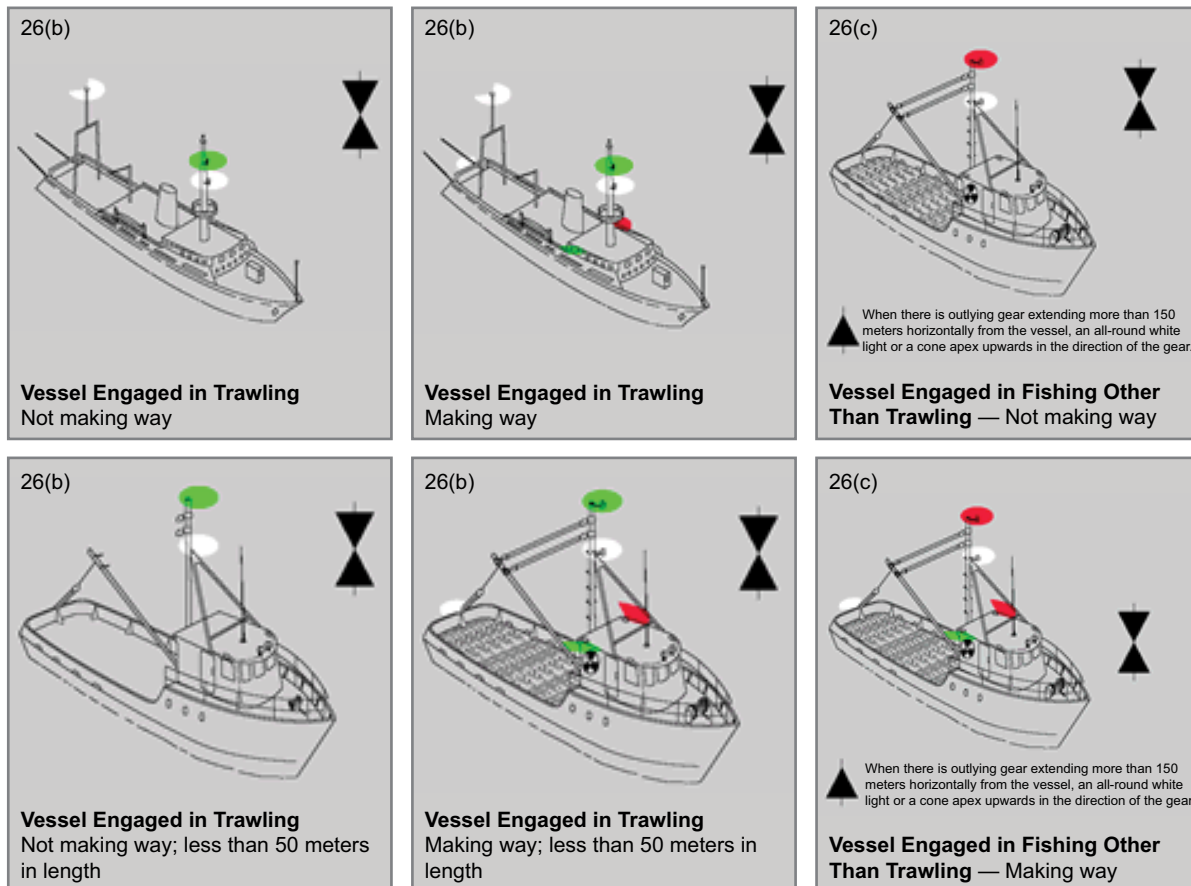 26(b)
Vessel Engaged in Trawling
Not making way
26(b)
Vessel Engaged in Trawling
Making way
26(c)
When there is outlying gear extending more than 150
meters horizontally from the vessel, an all-round white
light or a cone apex upwards in the direction of the gear.
Vessel Engaged in Fishing Other
Than Trawling — Not making way
26(b)
Vessel Engaged in Trawling
Not making way; less than 50 meters
in length
26(b)
Vessel Engaged in Trawling
Making way; less than 50 meters in
length
26(c)
When there is outlying gear extending more than 150
meters horizontally from the vessel, an all-round white
light or a cone apex upwards in the direction of the gear
Vessel Engaged in Fishing Other
Than Trawling — Making way